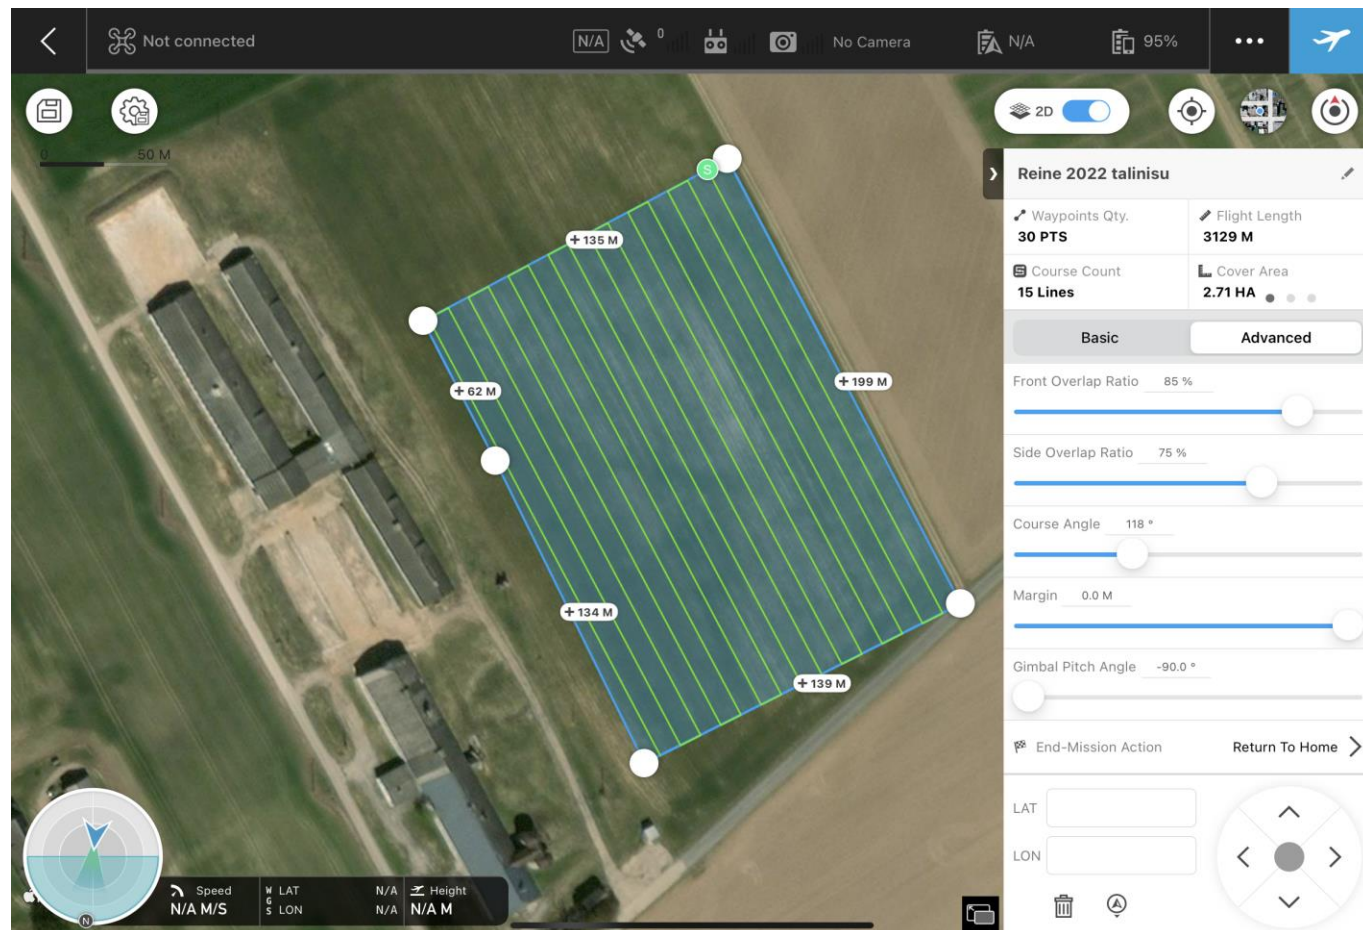 Not connected
N/A
0
No Camera
N/A
95%
2D
0 50 M
S
+ 135 M
+ 62 M
+ 199 M
+ 134 M
+ 139 M
Reine 2022 talinisu
Waypoints Qty.
30 PTS
Flight Length
3129 M
Course Count
15 Lines
Cover Area
2.71 HA
Basic
Advanced
Front Overlap Ratio 85 %
Side Overlap Ratio 75 %
Course Angle 118 °
Margin 0.0 M
Gimbal Pitch Angle -90.0 °
End-Mission Action Return To Home
LAT
LON
N
Speed
N/A M/S
WGS
LAT N/A
LON N/A
Height
N/A M